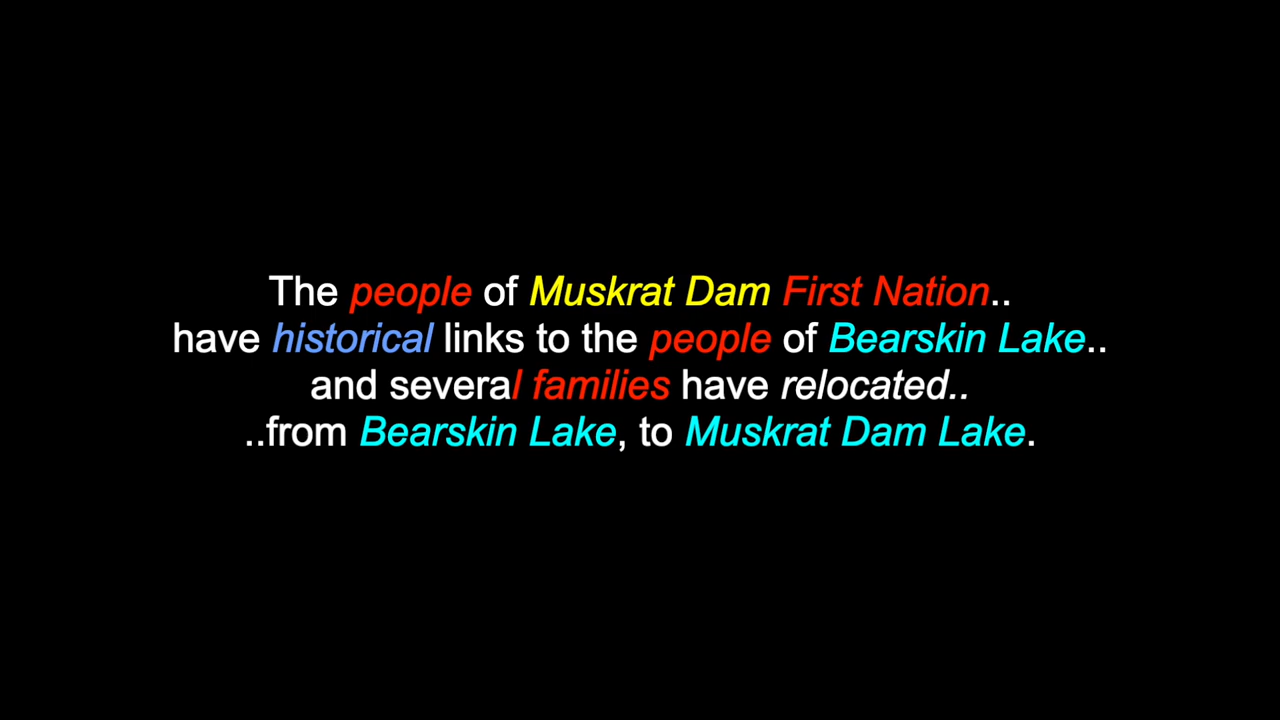 The people of Muskrat Dam First Nation..
have historical links to the people of Bearskin Lake..
and several families have relocated..
..from Bearskin Lake, to Muskrat Dam Lake.